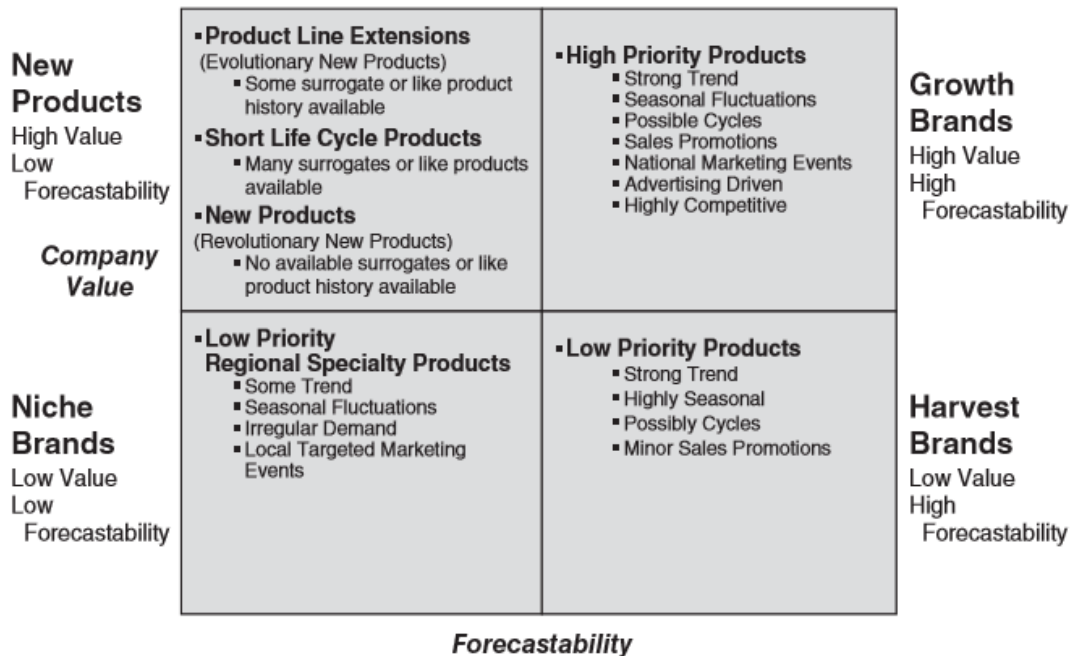 New
Products
High Value
Low
Forecastability
Company
Value
▪Product Line Extensions
(Evolutionary New Products)
▪Some surrogate or like product
history available
▪Short Life Cycle Products
▪Many surrogates or like products
available
▪New Products
(Revolutionary New Products)
▪No available surrogates or like
product history available
▪High Priority Products
▪Strong Trend
▪Seasonal Fluctuations
▪Possible Cycles
▪Sales Promotions
▪National Marketing Events
▪Advertising Driven
▪Highly Competitive
Growth
Brands
High Value
High
Forecastability
Niche
Brands
Low Value
Low
Forecastability
▪Low Priority
Regional Specialty Products
▪Some Trend
▪Seasonal Fluctuations
▪Irregular Demand
▪Local Targeted Marketing
Events
▪Low Priority Products
▪Strong Trend
▪Highly Seasonal
▪Possibly Cycles
▪Minor Sales Promotions
Harvest
Brands
Low Value
High
Forecastability
Forecastability